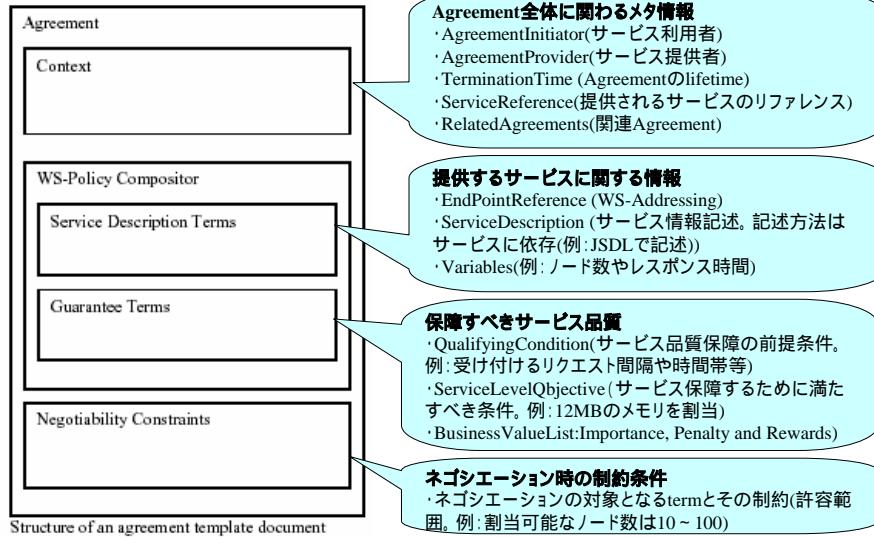 Agreement
Context
WS-Policy Compositor
Service Description Terms
Guarantee Terms
Negotiability Constraints
Structure of an agreement template document
Agreement全体に関わるメタ情報
･AgreementInitiator(サービス利用者)
･AgreementProvider(サービス提供者)
･TerminationTime (Agreementのlifetime)
･ServiceReference(提供されるサービスのリファレンス)
･RelatedAgreements(関連Agreement)
提供するサービスに関する情報
･EndPointReference (WS-Addressing)
･ServiceDescription (サービス情報記述。記述方法は
サービスに依存(例:JSDLで記述))
･Variables(例:ノード数やレスポンス時間)
保障すべきサービス品質
･QualifyingCondition(サービス品質保障の前提条件。
例:受け付けるリクエスト間隔や時間帯等)
･ServiceLevelQbjective(サービス保障するために満た
すべき条件。例:12MBのメモリを割当)
･BusinessValueList:Importance, Penalty and Rewards)
ネゴシエーション時の制約条件
･ネゴシエーションの対象となるtermとその制約(許容範
囲。例:割当可能なノード数は10~100)